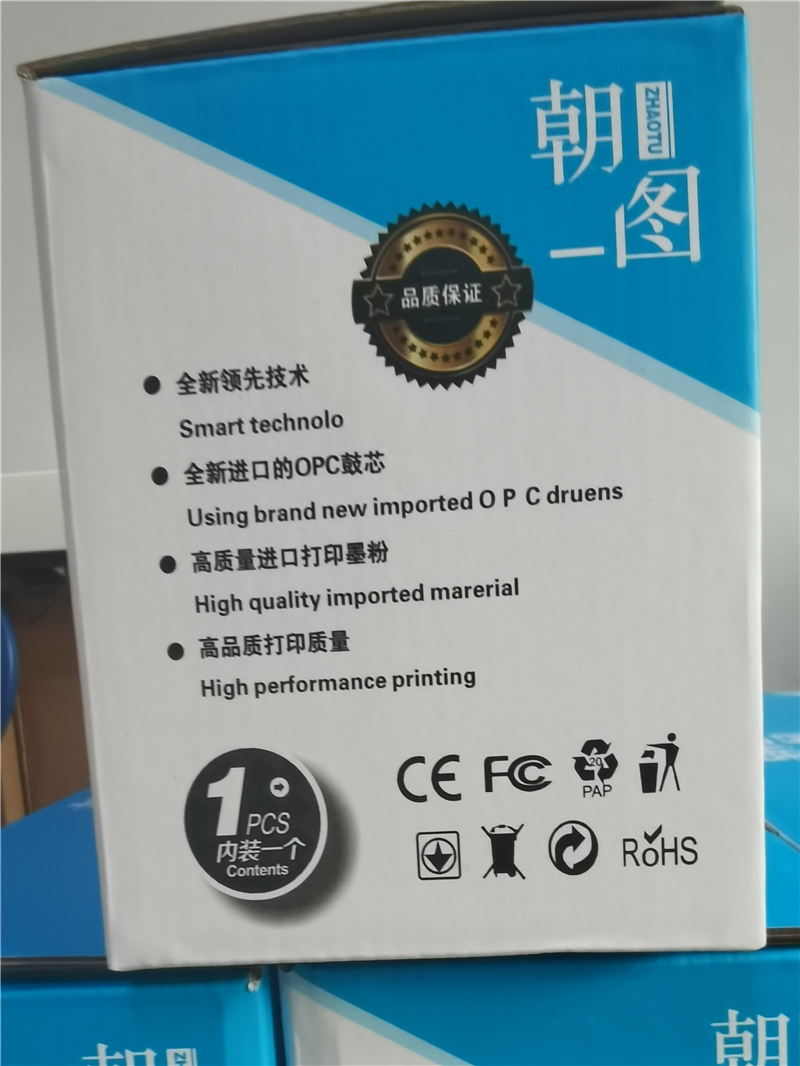 朝
ZHAOTU
图
品质保证
全新领先技术
Smart technolo
全新进口的OPC鼓芯
Using brand new imported O P C druens
高质量进口打印墨粉
High quality imported marerial
高品质打印质量
High performance printing
1
PCS
内装一个
Contents
CE FC
20
PAP
RoHS
朝
朝